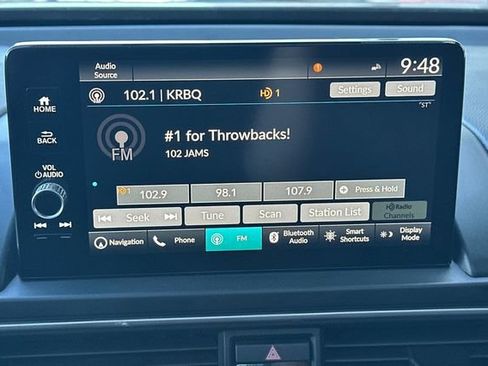 Audio
Source
1
9:48
102.1 | KRBQ
HD 1
Settings
Sound
"ST"
HOME
BACK
VOL
AUDIO
FM
#1 for Throwbacks!
102 JAMS
HD1
102.9
98.1
107.9
+ Press & Hold
Seek
Tune
Scan
Station List
HD Radio
Channels
Navigation
Phone
FM
Bluetooth
Audio
Smart
Shortcuts
Display
Mode